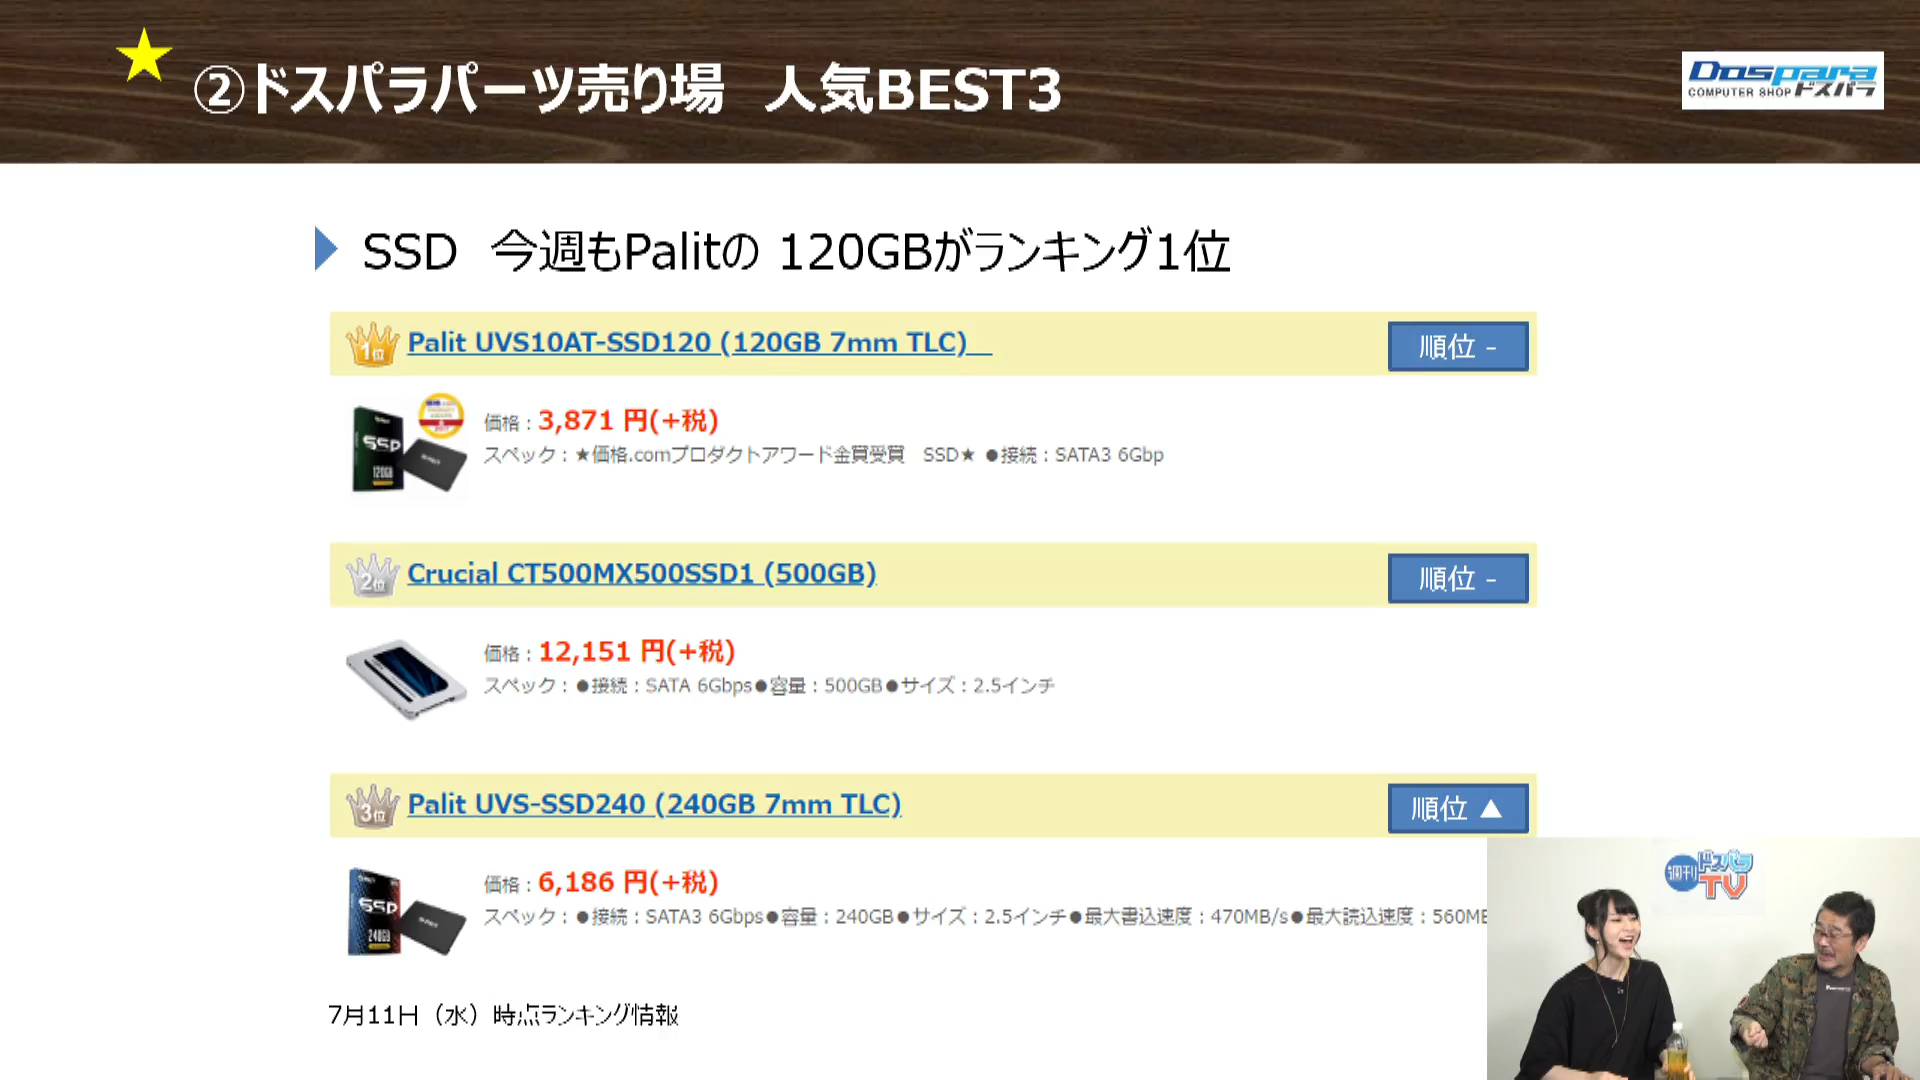 ②ドスパラパーツ売り場　人気BEST3
Dospara
COMPUTER SHOP ドスパラ
SSD　今週もPalitの 120GBがランキング1位
1位 Palit UVS10AT-SSD120 (120GB 7mm TLC)
順位 -
SSD
120GB
価格：3,871 円(+税)
スペック：★価格.comプロダクトアワード金賞受賞　SSD★ ●接続：SATA3 6Gbp
2位 Crucial CT500MX500SSD1 (500GB)
順位 -
価格：12,151 円(+税)
スペック：●接続：SATA 6Gbps●容量：500GB●サイズ：2.5インチ
3位 Palit UVS-SSD240 (240GB 7mm TLC)
順位 ▲
SSD
240GB
価格：6,186 円(+税)
スペック：●接続：SATA3 6Gbps●容量：240GB●サイズ：2.5インチ●最大書込速度：470MB/s●最大読込速度：560MB
週刊 ドスパラ
TV
7月11日（水）時点ランキング情報